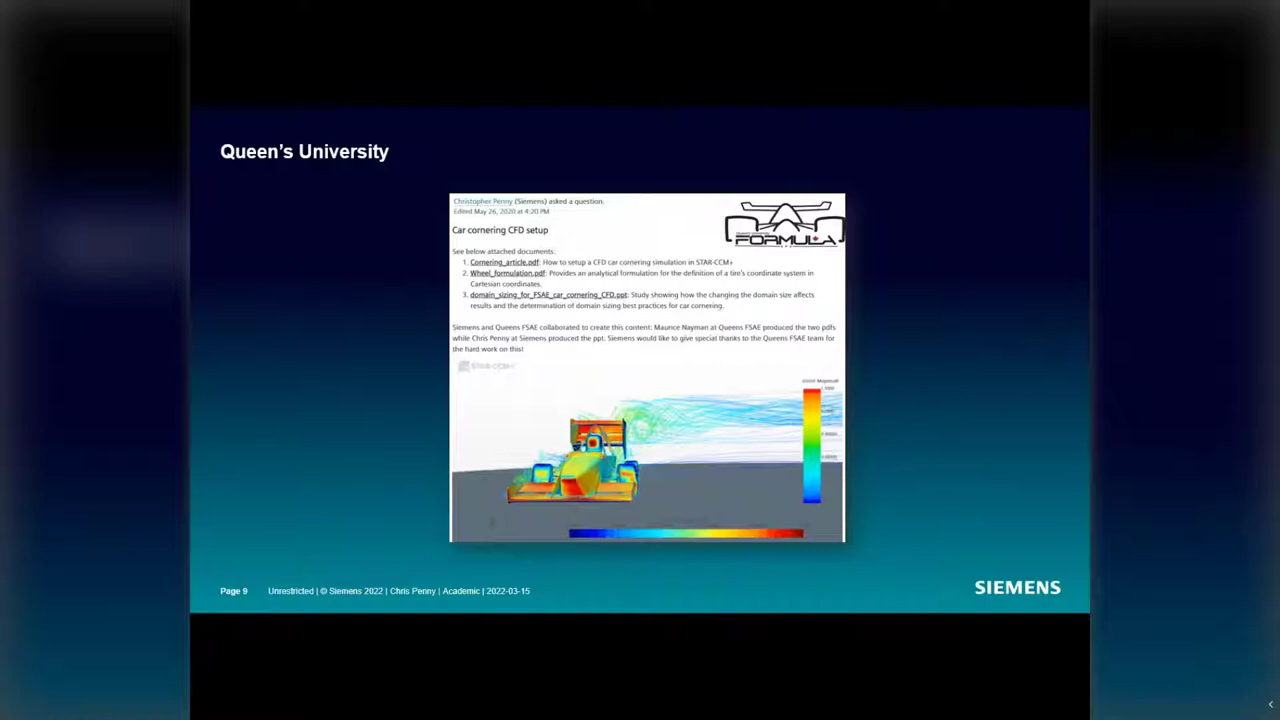 Queen's University
Christopher Penny (Siemens) asked a question.
Edited May 26, 2020 at 4:20 PM
FORMULA
Car cornering CFD setup
See below attached documents:
1. Cornering_article.pdf: How to setup a CFD car cornering simulation in STAR-CCM+
2. Wheel_formulation.pdf: Provides an analytical formulation for the definition of a tire's coordinate system in
Cartesian coordinates.
3. domain_sizing_for_FSAE_car_cornering_CFD.ppt: Study showing how the changing the domain size affects
results and the determination of domain sizing best practices for car cornering.
Siemens and Queens FSAE collaborated to create this content: Maurice Nayman at Queens FSAE produced the two pdfs
while Chris Penny at Siemens produced the ppt. Siemens would like to give special thanks to the Queens FSAE team for
the hard work on this!
STAR-CCM+
Page 9 Unrestricted | © Siemens 2022 | Chris Penny | Academic | 2022-03-15
SIEMENS